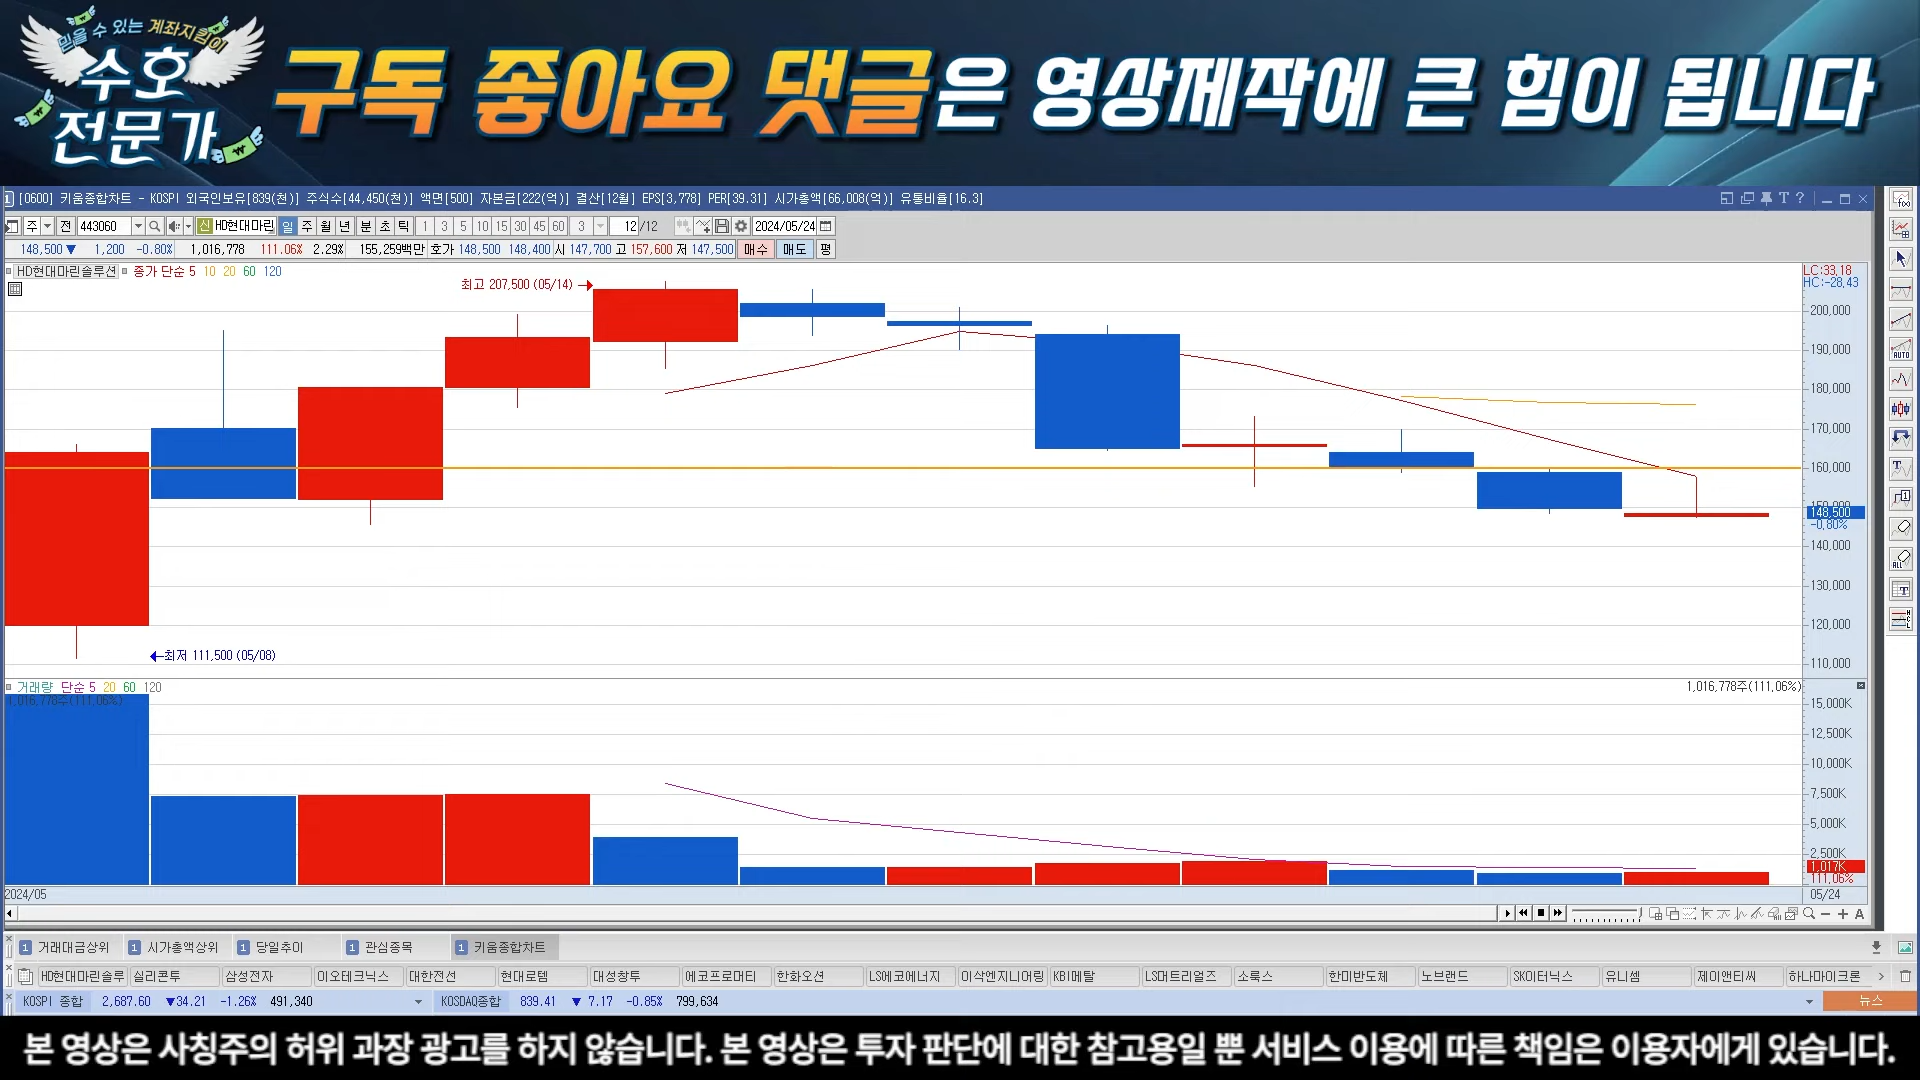 믿을 수 있는 계좌지킴이
수호
전문가
구독 좋아요 댓글은 영상제작에 큰 힘이 됩니다
[0600] 키움종합차트 - KOSPI 외국인보유[839(천)] 주식수[44,450(천)] 액면[500] 자본금[222(억)] 결산[12월] EPS[3,778] PER[39.31] 시가총액[66,008(억)] 유통비율[16.3]
주 전 443060 신 HD현대마린 일 주 월 년 분 초 틱 1 3 5 10 15 30 45 60 3 12 /12 2024/05/24
148,500 ▼ 1,200 -0.80% 1,016,778 111.06% 2.29% 155,259백만 호가 148,500 148,400 시 147,700 고 157,600 저 147,500 매수 매도 평
HD현대마린솔루션 종가 단순 5 10 20 60 120
LC:33.18
HC:-28.43
최고 207,500 (05/14)
200,000
190,000
180,000
170,000
160,000
150,000
148,500
-0.80%
140,000
130,000
120,000
110,000
최저 111,500 (05/08)
거래량 단순 5 20 60 120
1,016,778주(111.06%)
1,016,778주(111.06%)
15,000K
12,500K
10,000K
7,500K
5,000K
2,500K
1,017K
111.06%
2024/05
05/24
1 거래대금상위 1 시가총액상위 1 당일추이 1 관심종목 1 키움종합차트
HD현대마린솔루 실리콘투 삼성전자 이오테크닉스 대한전선 현대로템 대성창투 에코프로머티 한화오션 LS에코에너지 이삭엔지니어링 KBI메탈 LS머트리얼즈 소룩스 한미반도체 노브랜드 SK이터닉스 유니셈 제이앤티씨 하나마이크론
KOSPI 종합 2,687.60 ▼34.21 -1.26% 491,340 KOSDAQ종합 839.41 ▼ 7.17 -0.85% 799,634 뉴스
본 영상은 사칭주의 허위 과장 광고를 하지 않습니다. 본 영상은 투자 판단에 대한 참고용일 뿐 서비스 이용에 따른 책임은 이용자에게 있습니다.